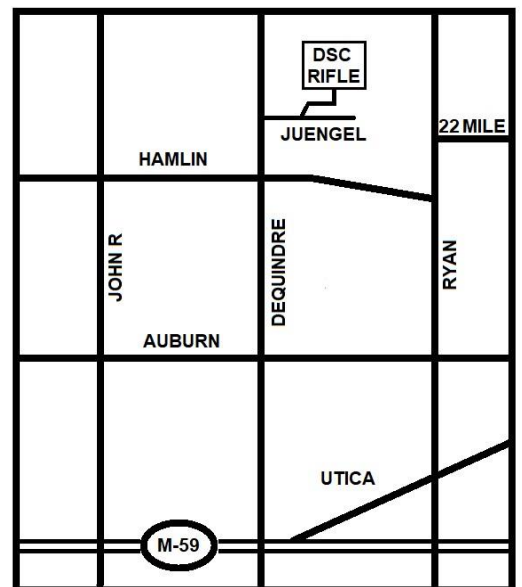 DSC
RIFLE
JUENGEL
22 MILE
HAMLIN
JOHN R
DEQUINDRE
RYAN
AUBURN
UTICA
M-59